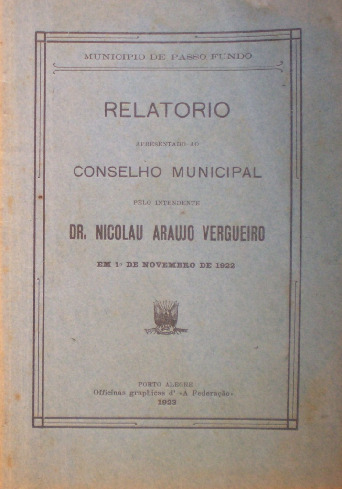 MUNICIPIO DE PASSO FUNDO
RELATORIO
APRESENTADO AO
CONSELHO MUNICIPAL
PELO INTENDENTE
DR. NICOLAU ARAUJO VERGUEIRO
EM 1º DE NOVEMBRO DE 1922
PORTO ALEGRE
Officinas graphicas d' «A Federação»
1922